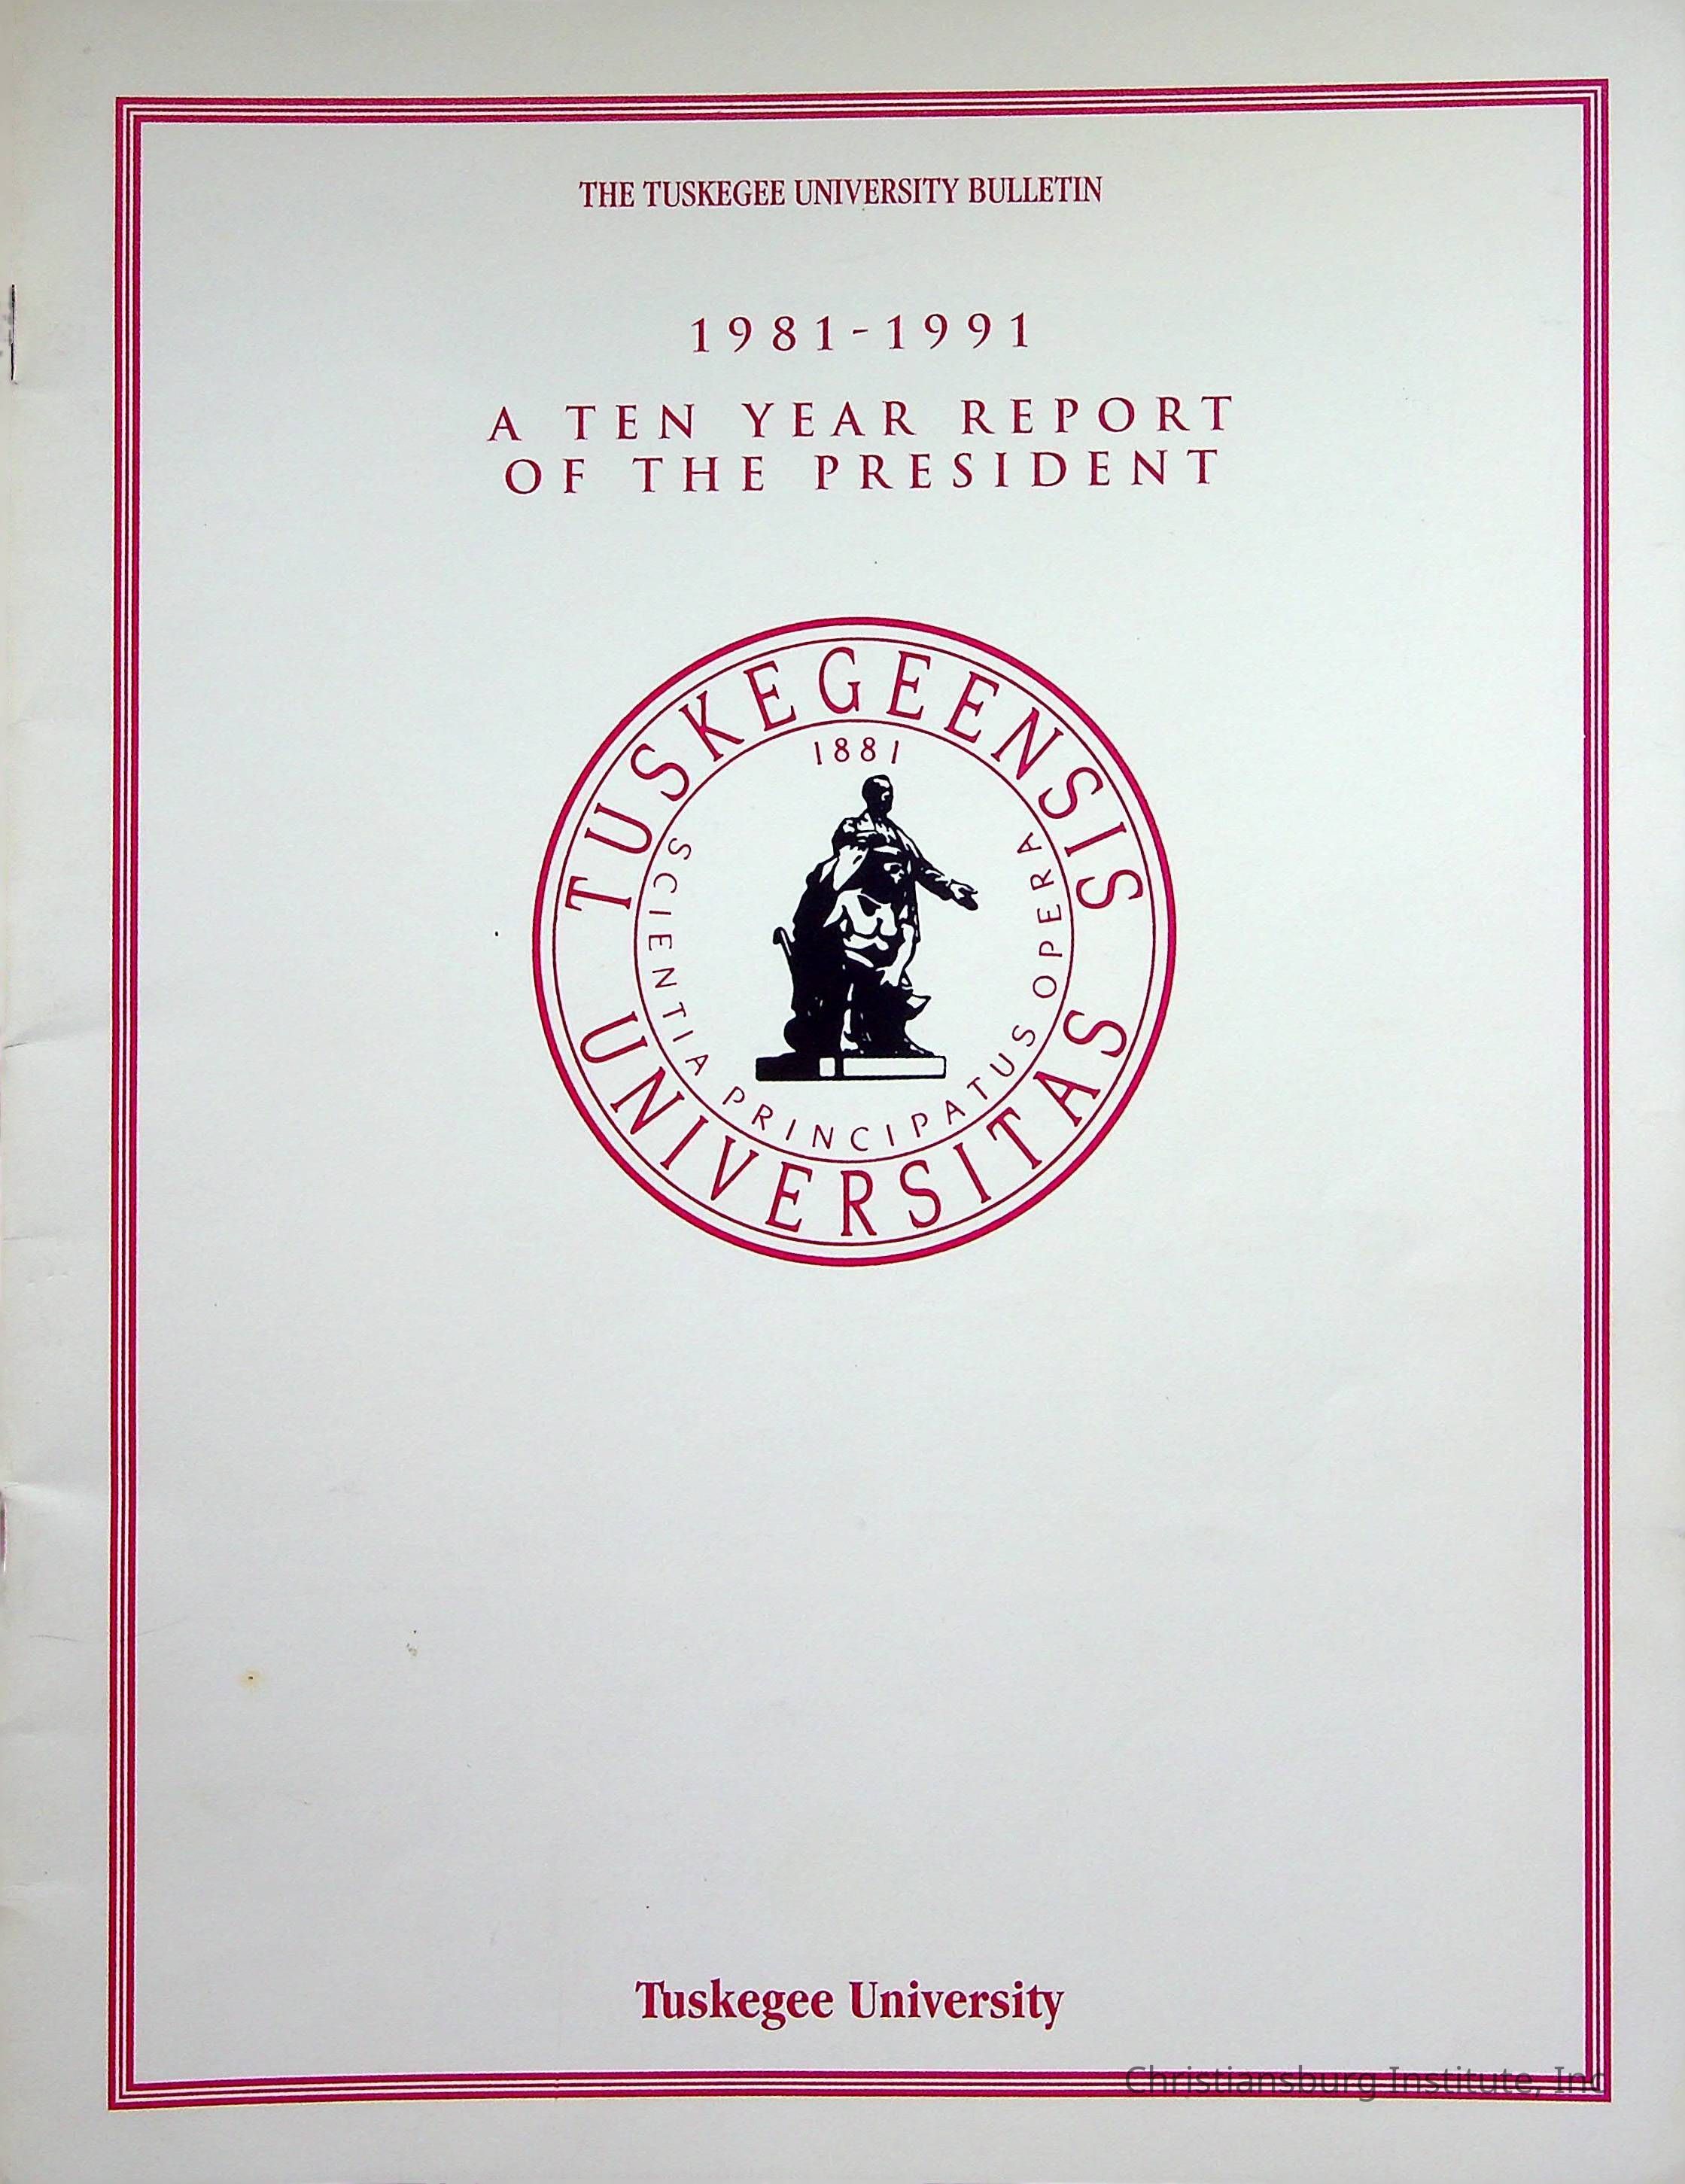 THE TUSKEGEE UNIVERSITY BULLETIN
1981-1991
A TEN YEAR REPORT
OF THE PRESIDENT
TUSKEGEENSIS
UNIVERSITAS
1881
SCIENTIA PRINCIPATUS OPERA
Tuskegee University
Christiansburg Institute, Inc